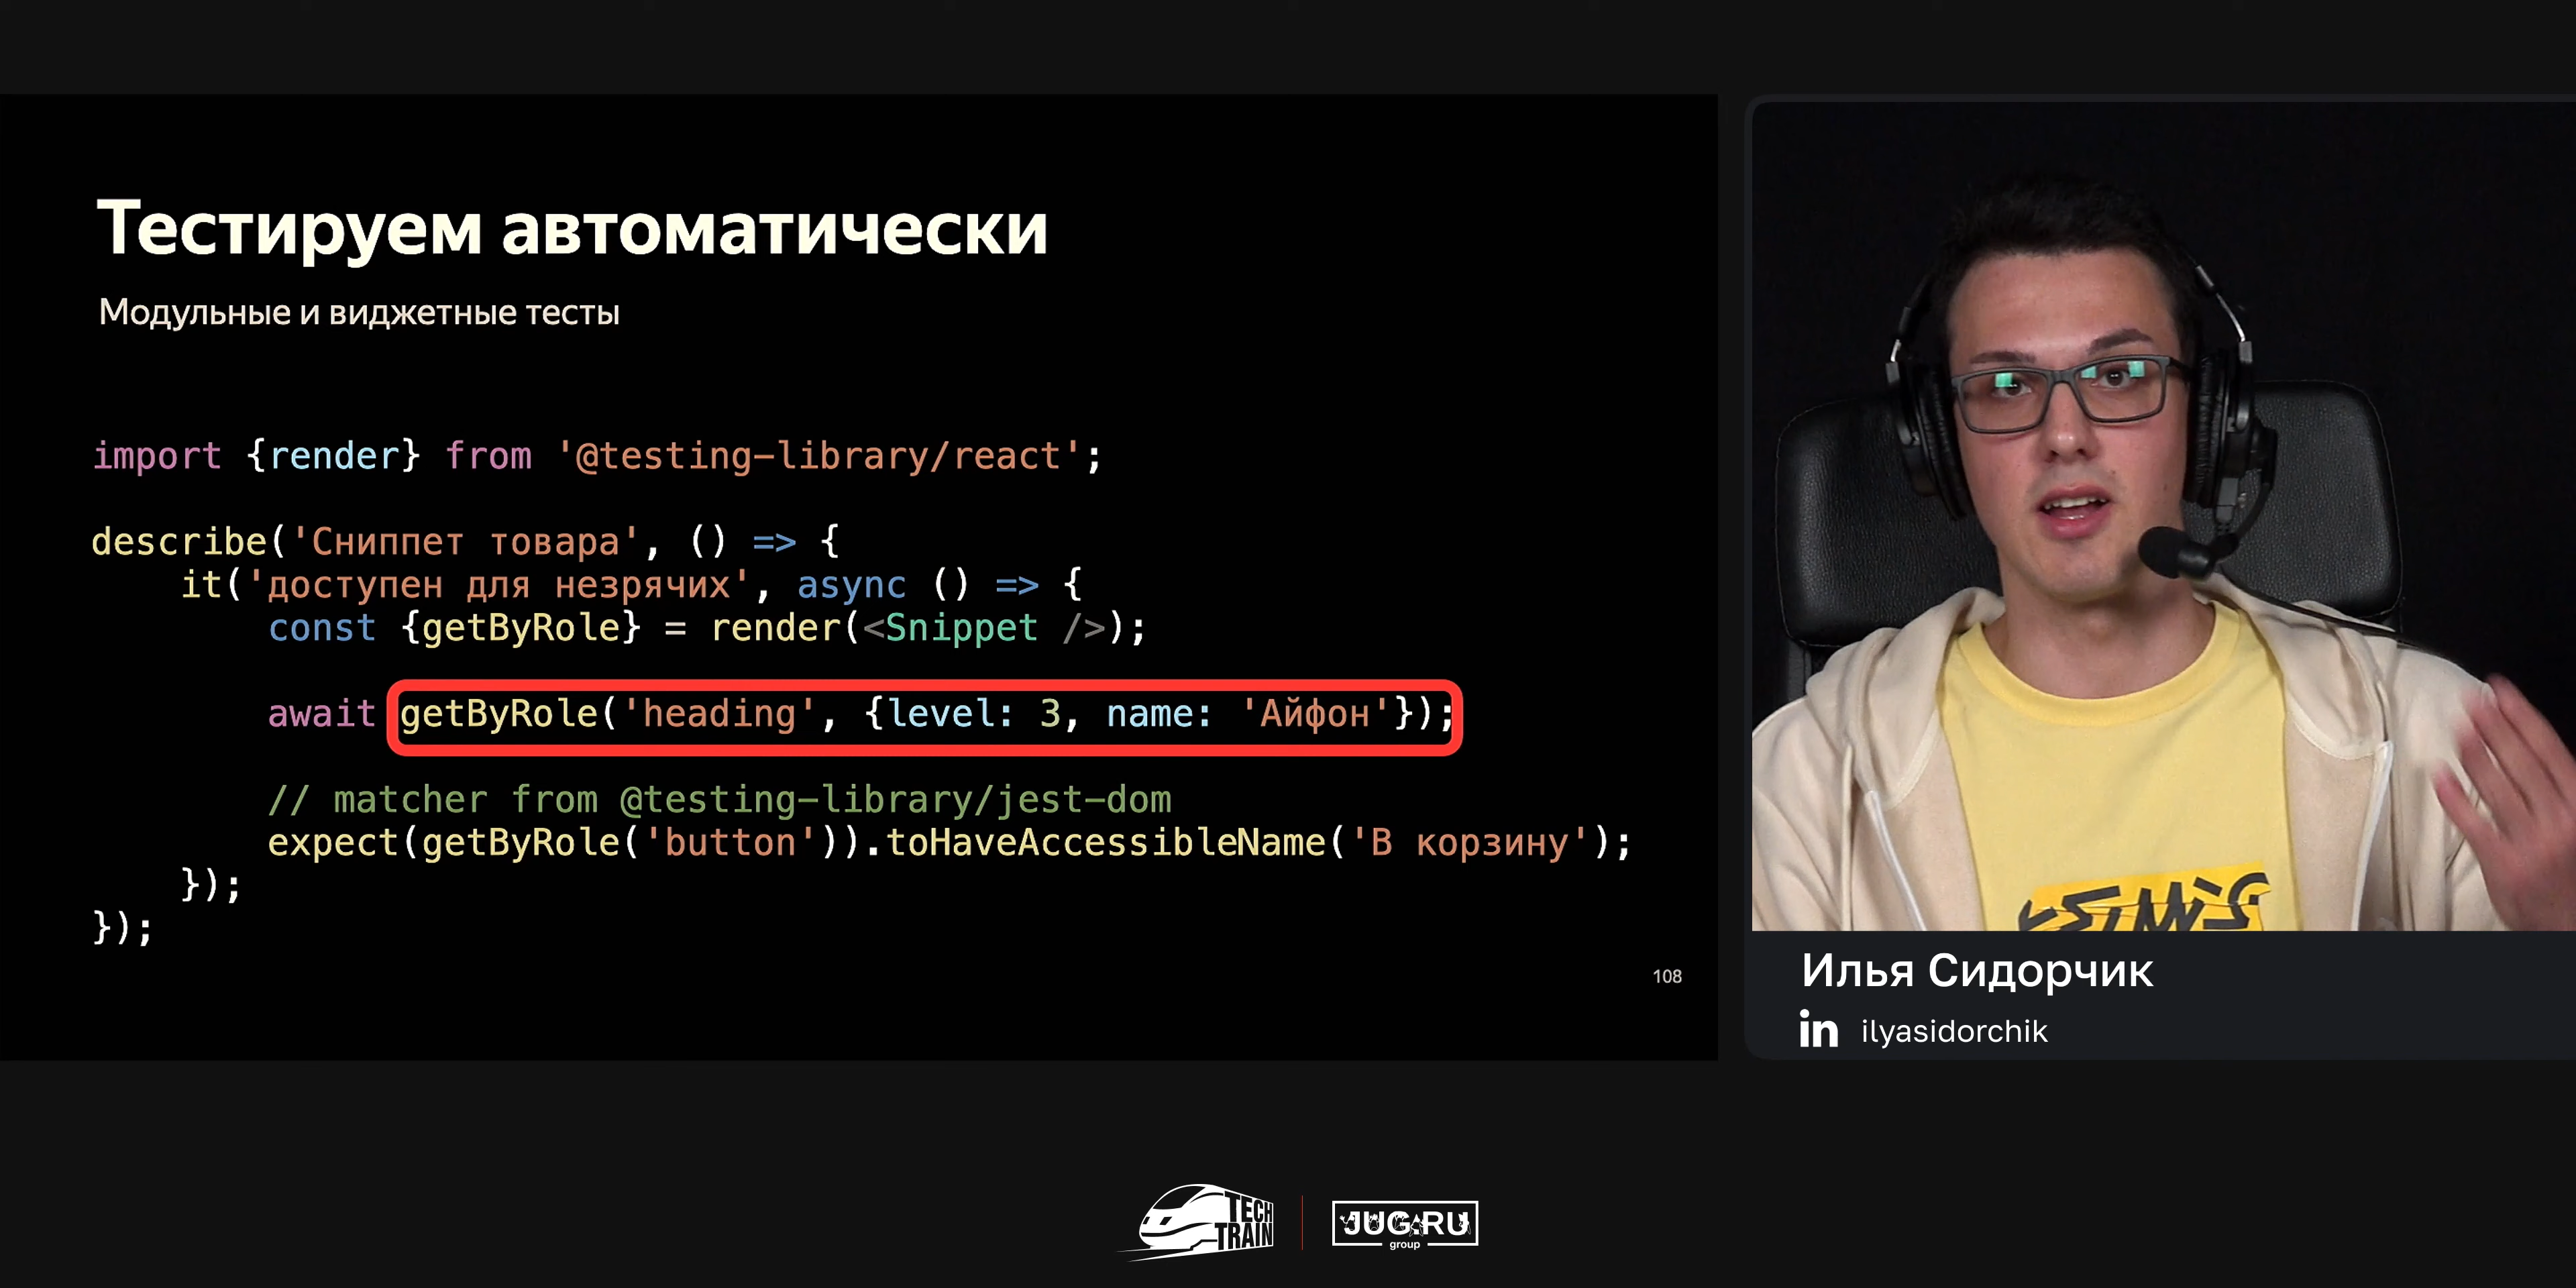 Тестируем автоматически
Модульные и виджетные тесты
import {render} from '@testing-library/react';
describe('Сниппет товара', () => {
it('доступен для незрячих', async () => {
const {getByRole} = render(<Snippet />);
await getByRole('heading', {level: 3, name: 'Айфон'});
// matcher from @testing-library/jest-dom
expect(getByRole('button')).toHaveAccessibleName('В корзину');
});
});
108
Илья Сидорчик
in ilyasidorchik
TECH
TRAIN
JUG.RU
group